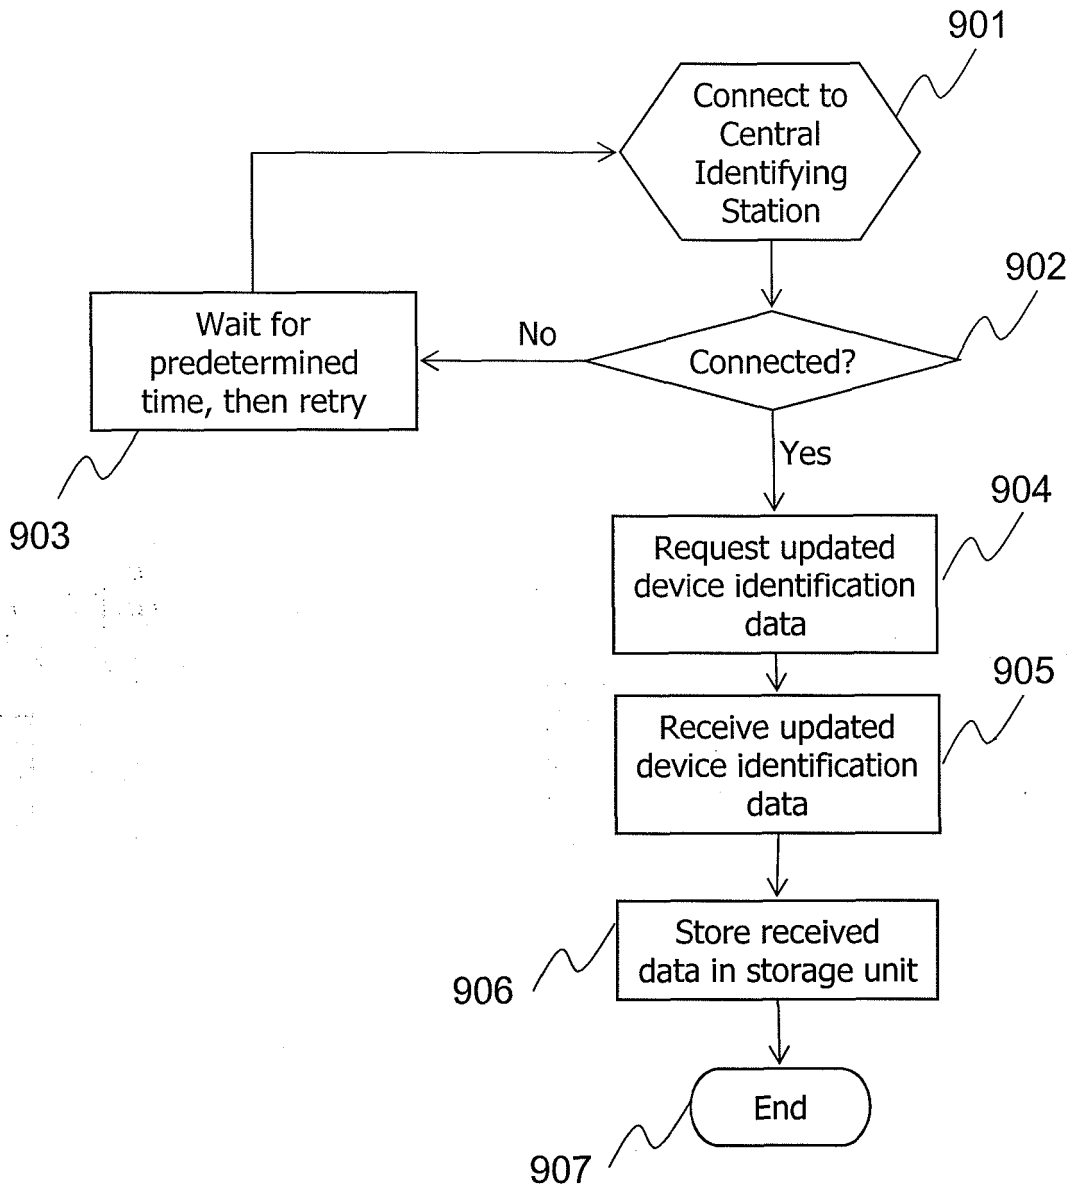 901
Connect to
Central
Identifying
Station
902
Connected?
No
Wait for
predetermined
time, then retry
903
Yes
904
Request updated
device identification
data
905
Receive updated
device identification
data
Store received
data in storage unit
906
End
907